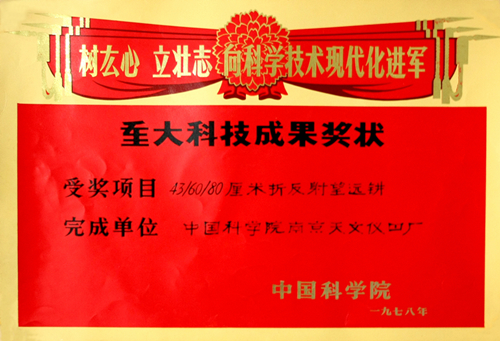 树雄心 立壮志 向科学技术现代化进军
重大科技成果奖状
受奖项目 43/60/80厘米折反射望远镜
完成单位 中国科学院南京天文仪器厂
中国科学院
一九七八年